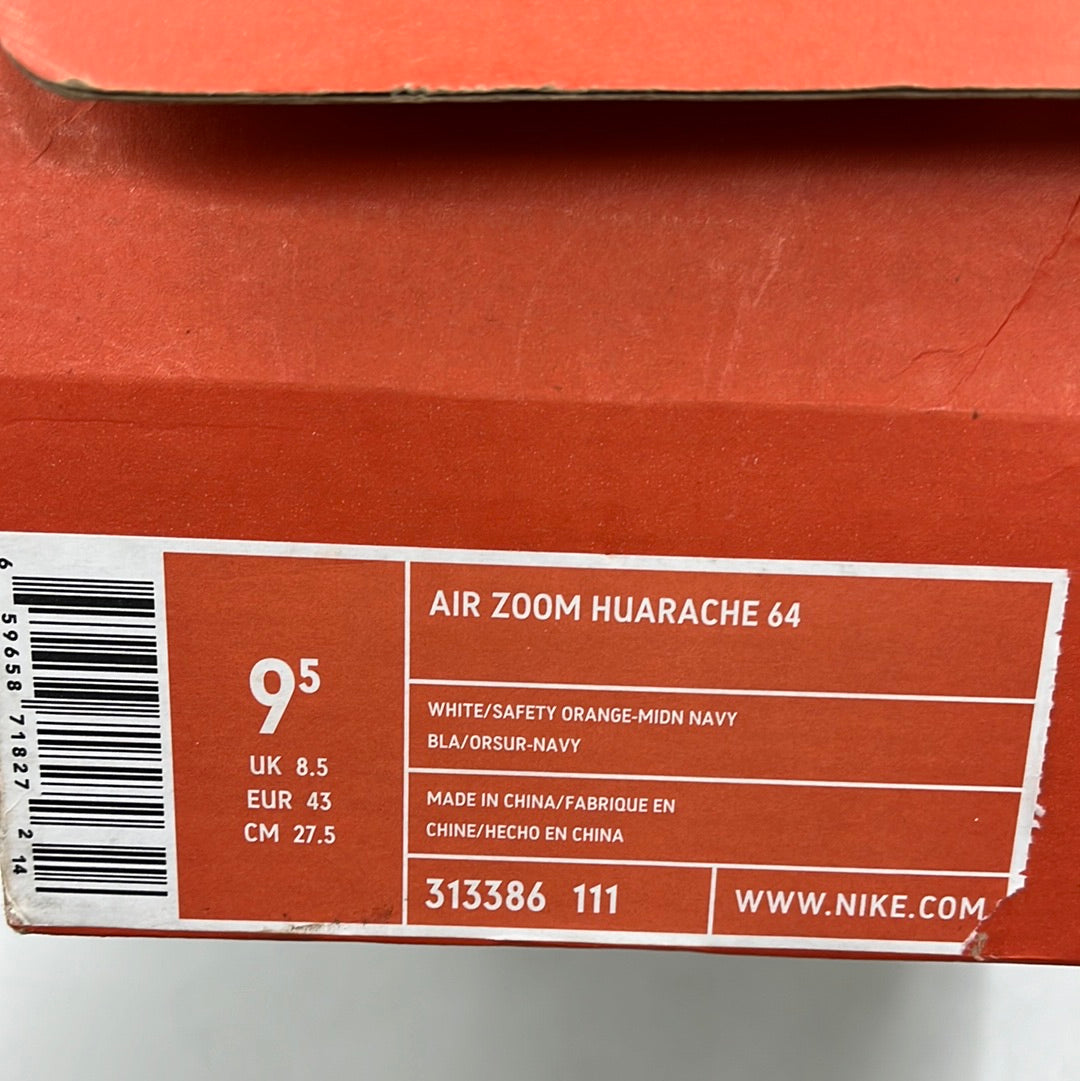 6 59658 71827 2 14
9⁵
UK 8.5
EUR 43
CM 27.5
AIR ZOOM HUARACHE 64
WHITE/SAFETY ORANGE-MIDN NAVY
BLA/ORSUR-NAVY
MADE IN CHINA/FABRIQUE EN
CHINE/HECHO EN CHINA
313386 111
WWW.NIKE.COM